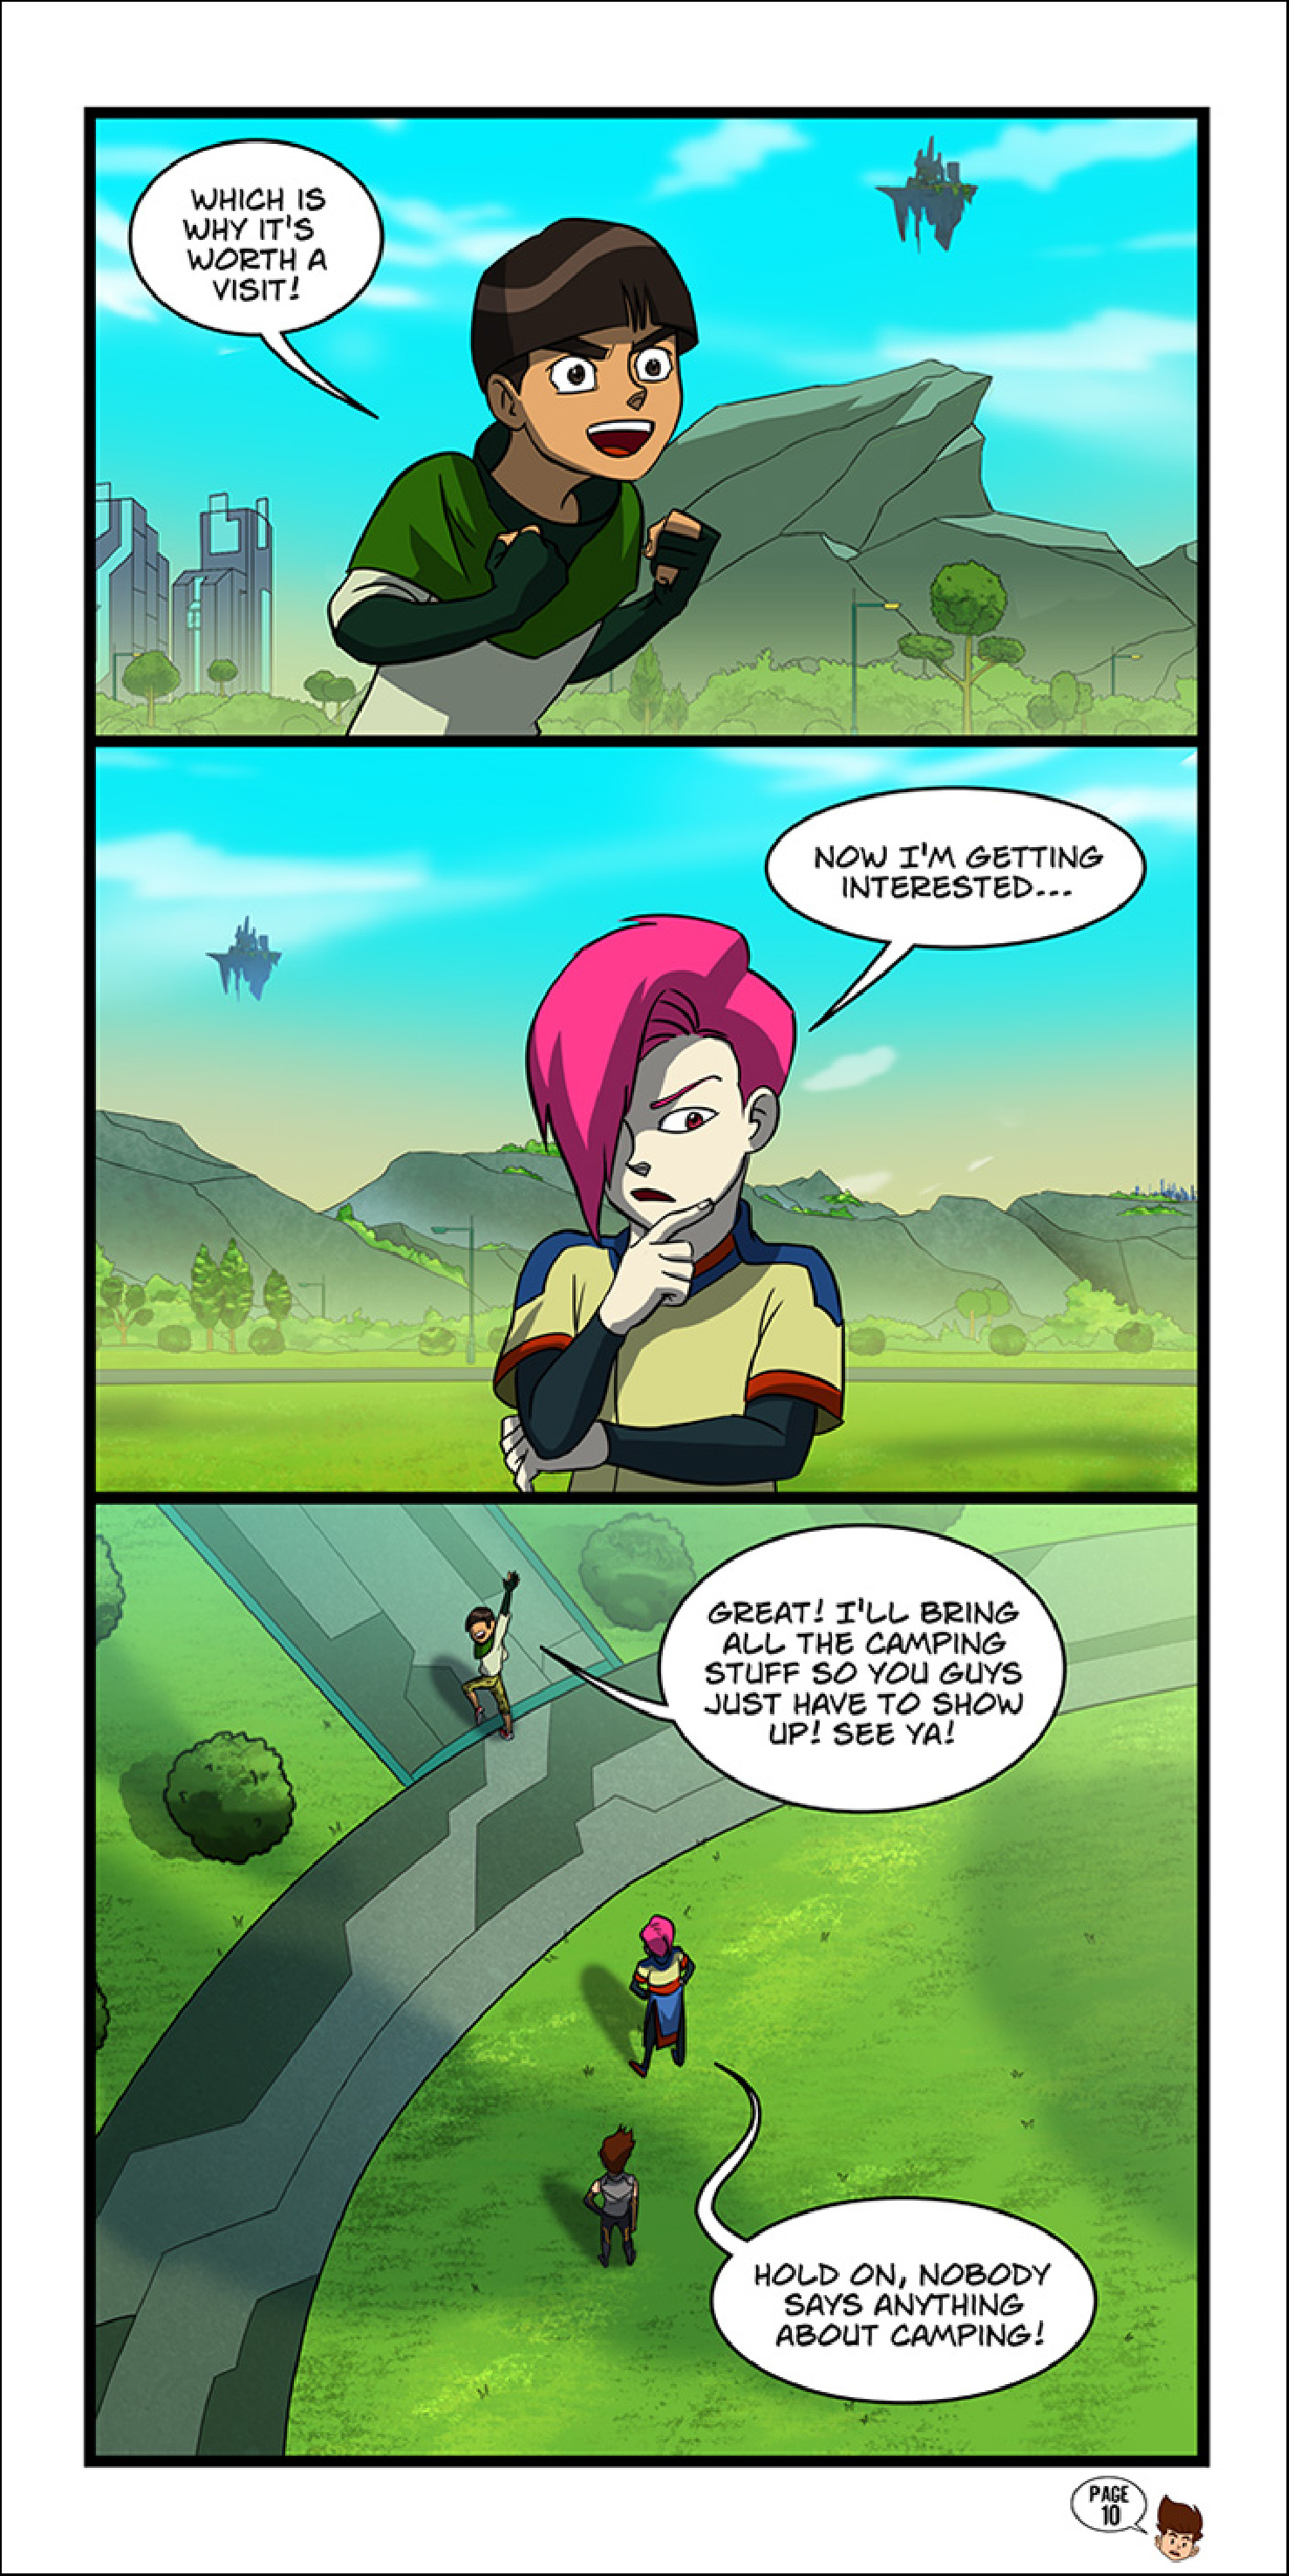 WHICH IS
WHY IT'S
WORTH A
VISIT!
NOW I'M GETTING
INTERESTED...
GREAT! I'LL BRING
ALL THE CAMPING
STUFF SO YOU GUYS
JUST HAVE TO SHOW
UP! SEE YA!
HOLD ON, NOBODY
SAYS ANYTHING
ABOUT CAMPING!
PAGE
10